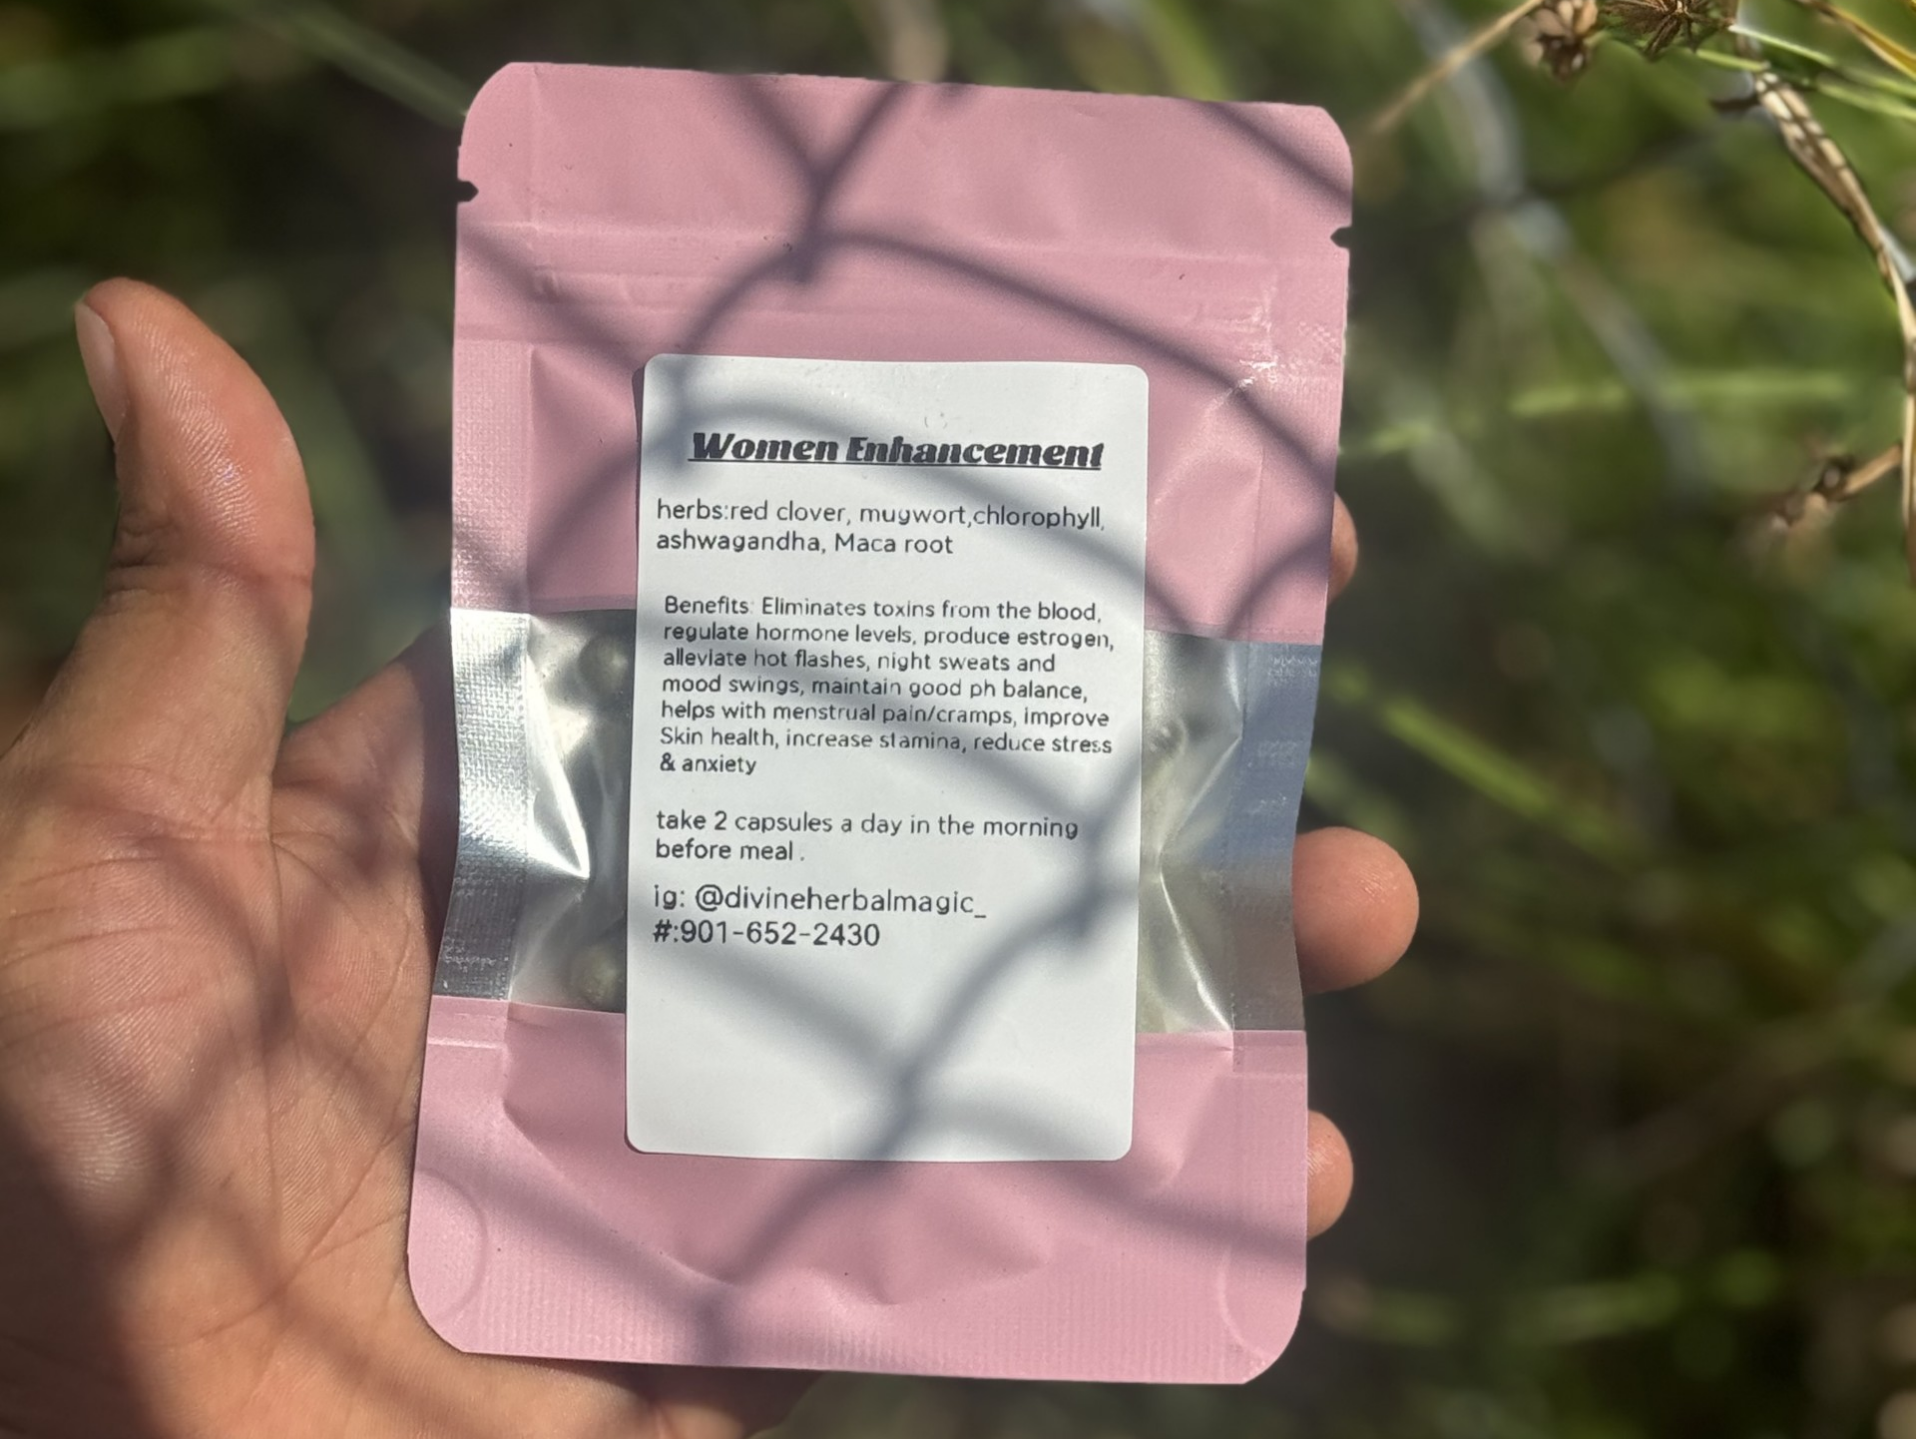 Women Enhancement
herbs:red clover, mugwort,chlorophyll,
ashwagandha, Maca root
Benefits: Eliminates toxins from the blood,
regulate hormone levels, produce estrogen,
alleviate hot flashes, night sweats and
mood swings, maintain good ph balance,
helps with menstrual pain/cramps, improve
Skin health, increase stamina, reduce stress
& anxiety
take 2 capsules a day in the morning
before meal .
ig: @divineherbalmagic_
#:901-652-2430